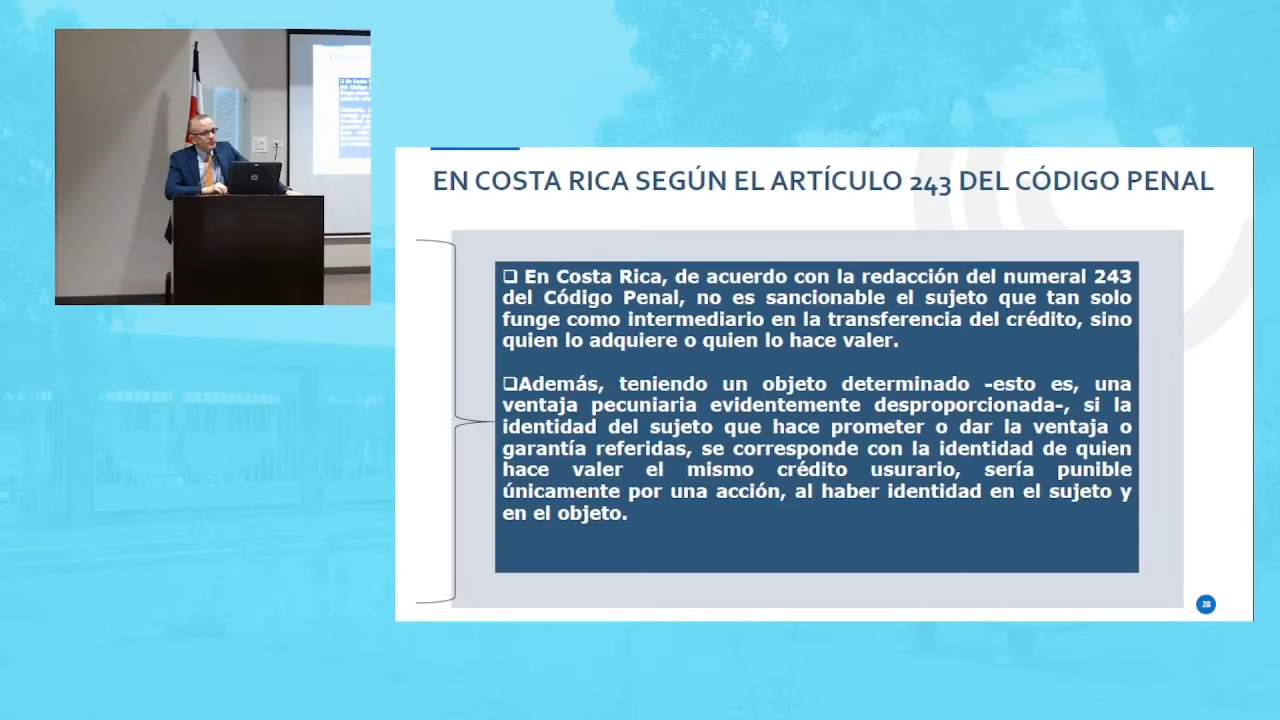 EN COSTA RICA SEGÚN EL ARTÍCULO 243 DEL CÓDIGO PENAL
❑ En Costa Rica, de acuerdo con la redacción del numeral 243
del Código Penal, no es sancionable el sujeto que tan solo
funge como intermediario en la transferencia del crédito, sino
quien lo adquiere o quien lo hace valer.
❑Además, teniendo un objeto determinado -esto es, una
ventaja pecuniaria evidentemente desproporcionada-, si la
identidad del sujeto que hace prometer o dar la ventaja o
garantía referidas, se corresponde con la identidad de quien
hace valer el mismo crédito usurario, sería punible
únicamente por una acción, al haber identidad en el sujeto y
en el objeto.
28